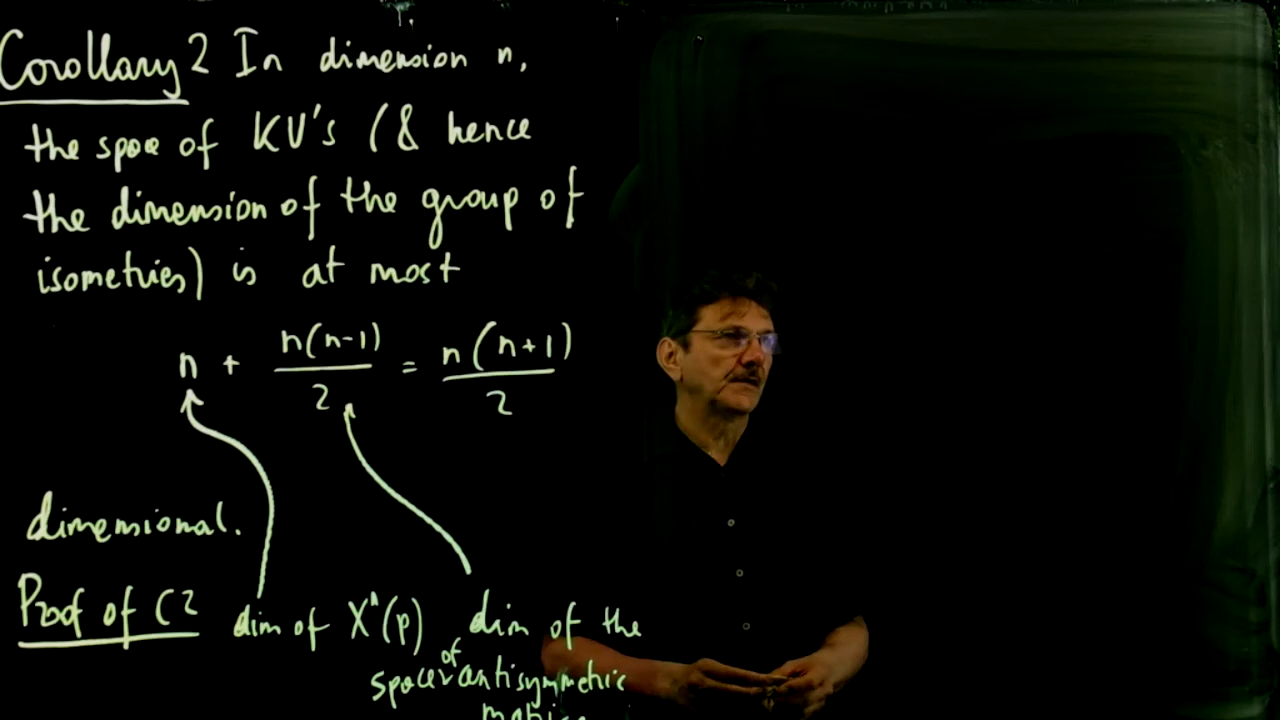 Corollary 2 In dimension n,
the space of KV's (& hence
the dimension of the group of
isometries) is at most
n + n(n-1)/2 = n(n+1)/2
dimensional.
Proof of C2 dim of X^a(p) dim of the
space of antisymmetric